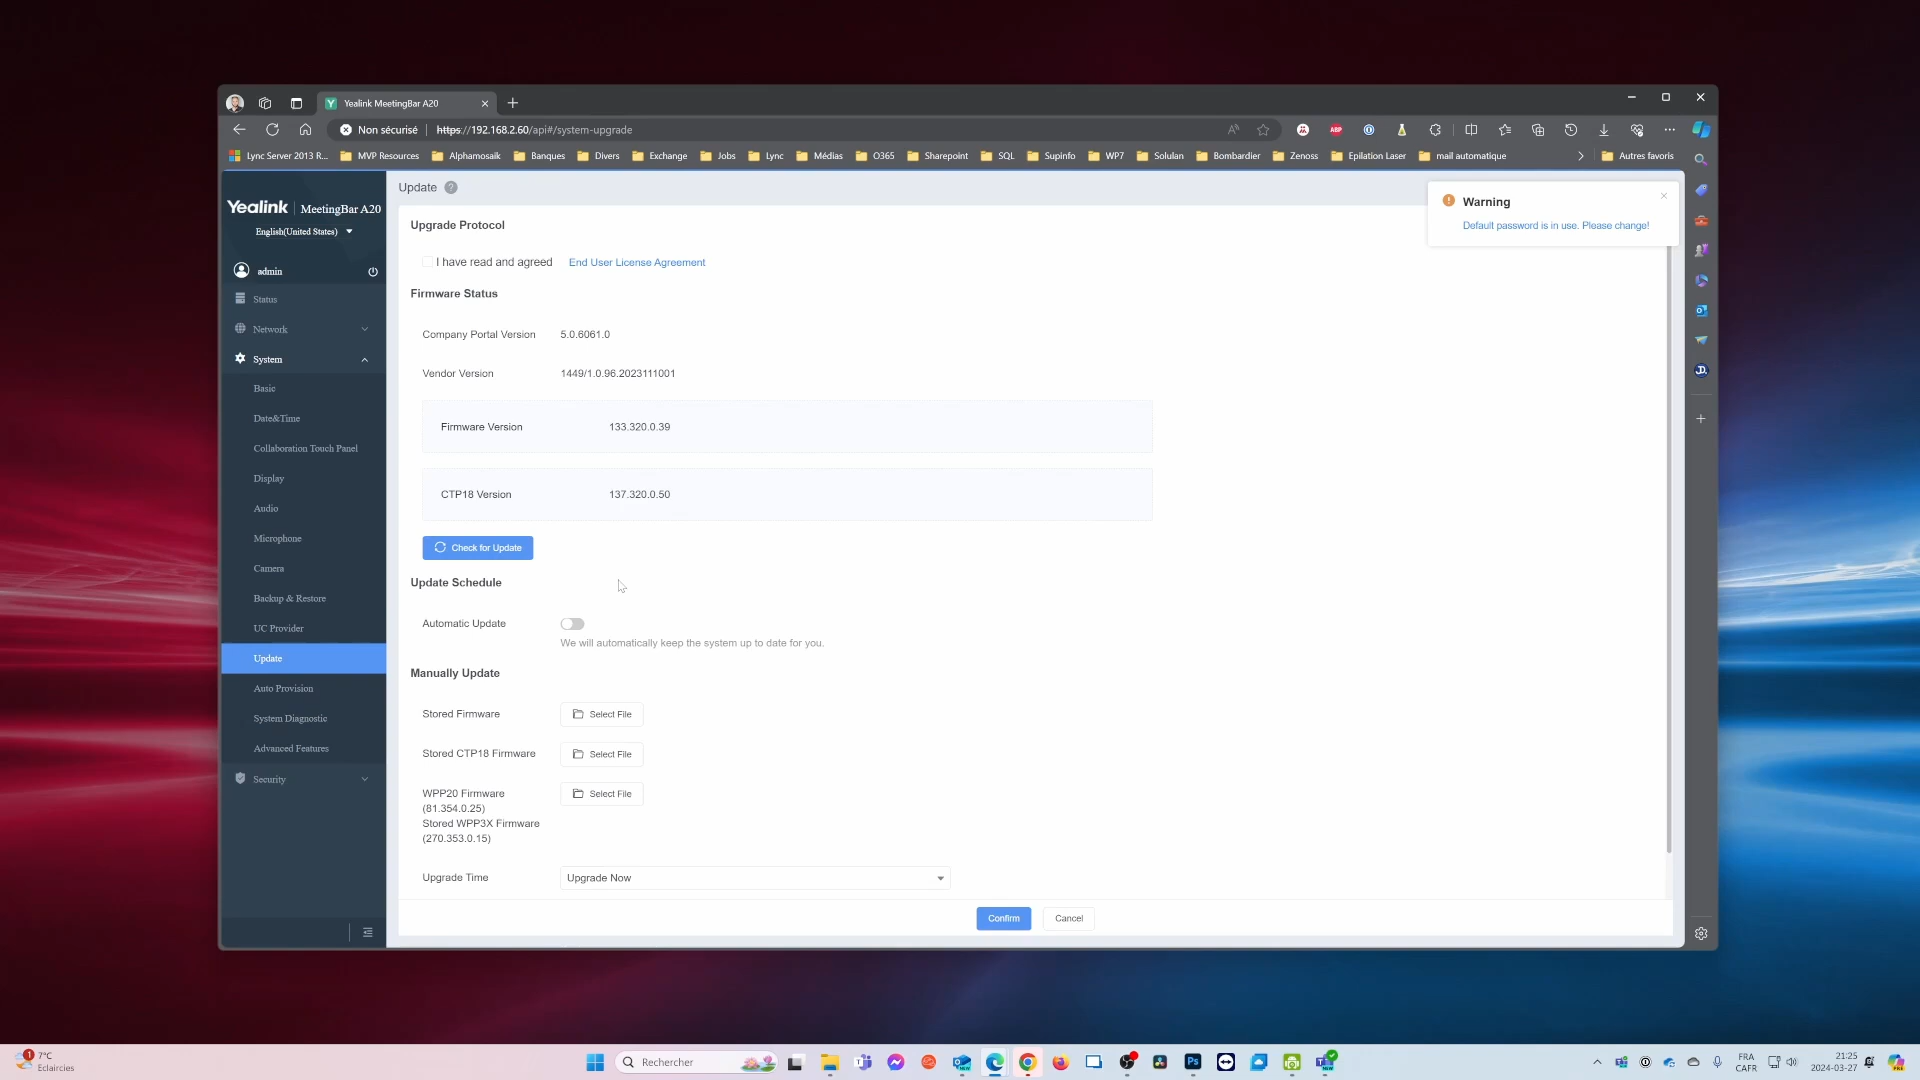 Yealink MeetingBar A20
Non sécurisé
https://192.168.2.60/api#/system-upgrade
Lync Server 2013 R...
MVP Resources
Alphamosaik
Banques
Divers
Exchange
Jobs
Lync
Médias
O365
Sharepoint
SQL
Supinfo
WP7
Solulan
Bombardier
Zenoss
Epilation Laser
mail automatique
Autres favoris
Yealink | MeetingBar A20
English(United States)
admin
Status
Network
System
Basic
Date&Time
Collaboration Touch Panel
Display
Audio
Microphone
Camera
Backup & Restore
UC Provider
Update
Auto Provision
System Diagnostic
Advanced Features
Security
Update
Warning
Default password is in use. Please change!
Upgrade Protocol
I have read and agreed End User License Agreement
Firmware Status
Company Portal Version 5.0.6061.0
Vendor Version 1449/1.0.96.2023111001
Firmware Version 133.320.0.39
CTP18 Version 137.320.0.50
Check for Update
Update Schedule
Automatic Update
We will automatically keep the system up to date for you.
Manually Update
Stored Firmware Select File
Stored CTP18 Firmware Select File
WPP20 Firmware Select File
(81.354.0.25)
Stored WPP3X Firmware
(270.353.0.15)
Upgrade Time Upgrade Now
Confirm Cancel
7°C
Eclaircies
Rechercher
FRA
CAFR
21:25
2024-03-27